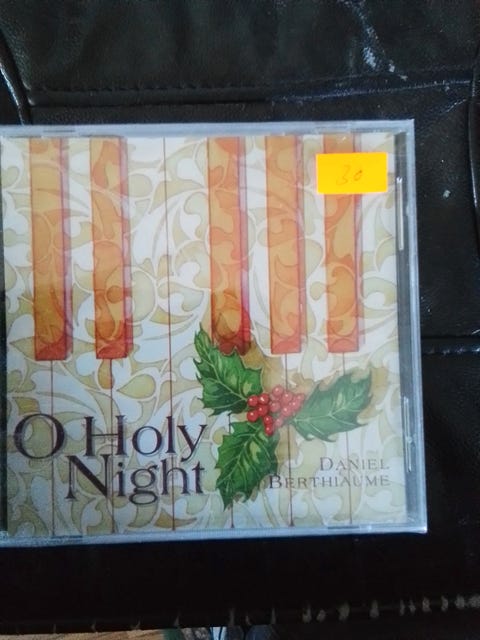 30
O Holy
Night
DANIEL
BERTHIAUME